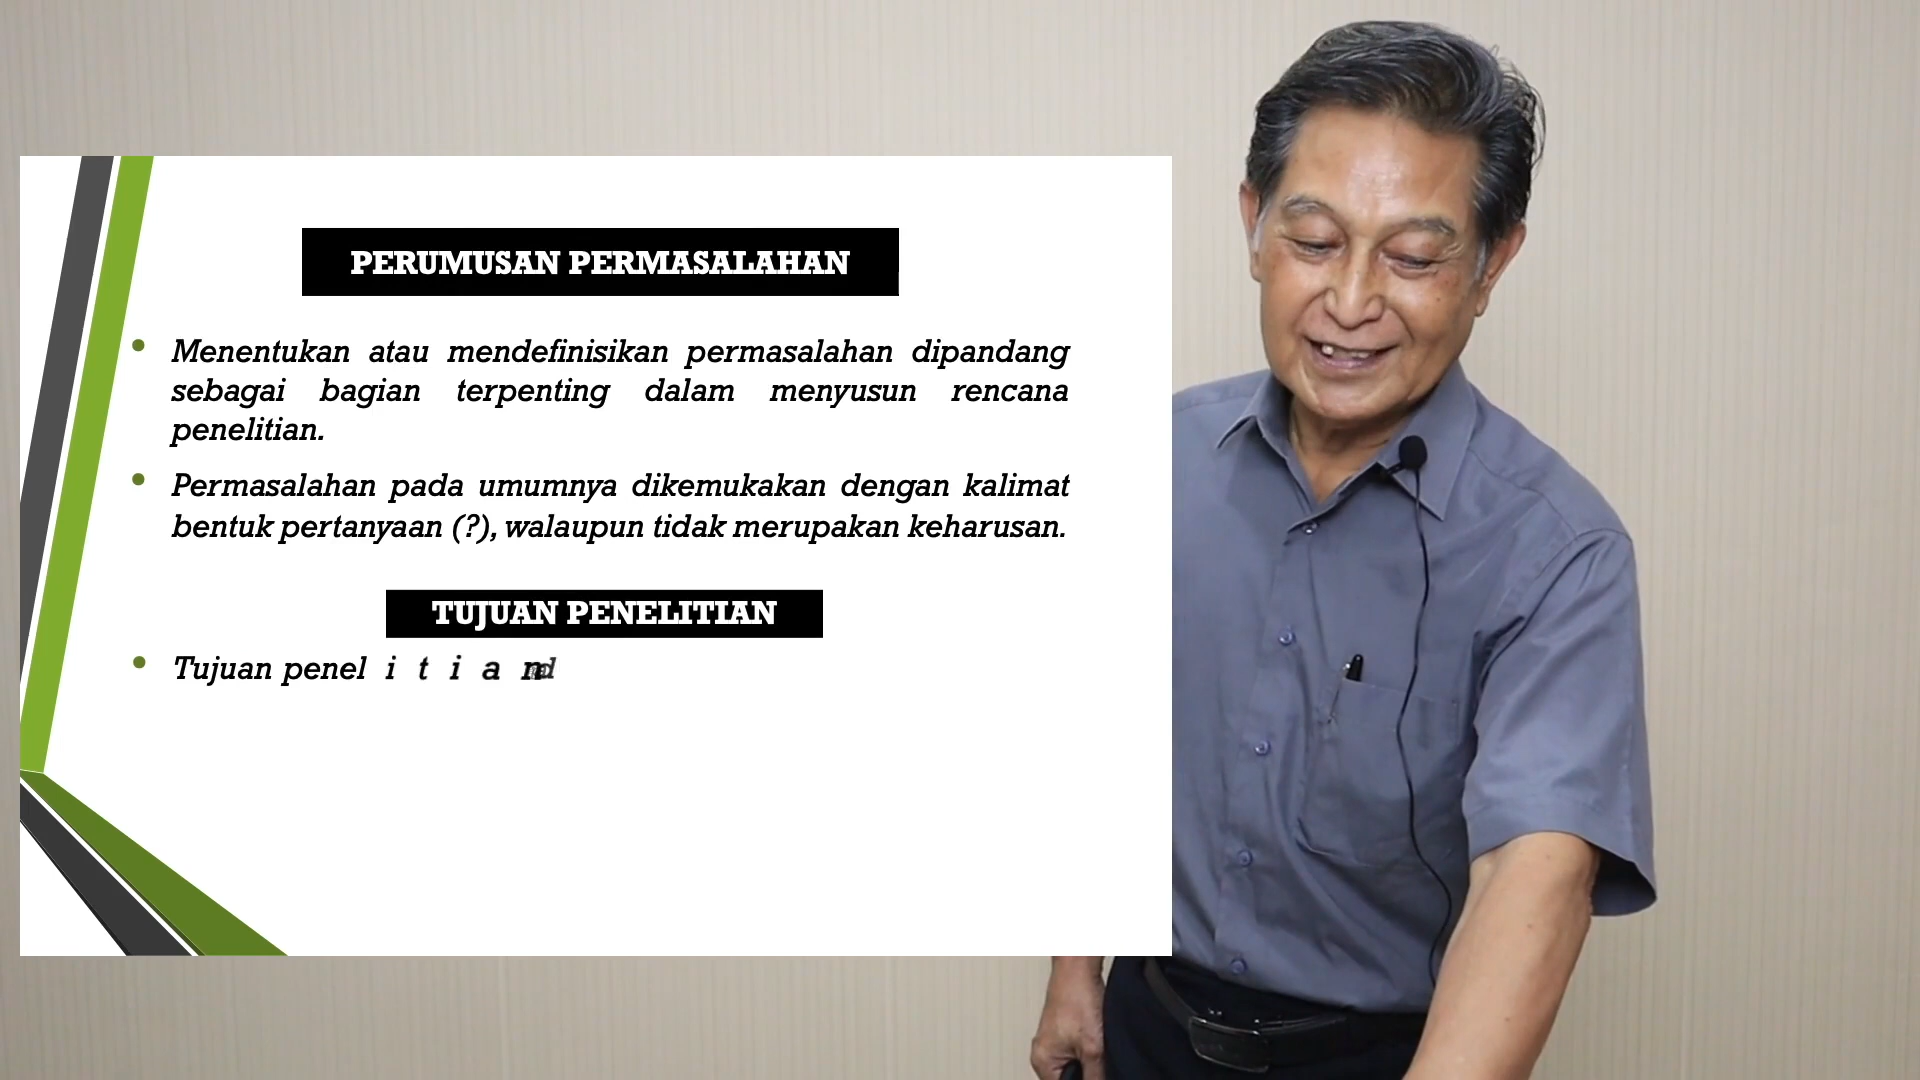 PERUMUSAN PERMASALAHAN
• Menentukan atau mendefinisikan permasalahan dipandang
sebagai bagian terpenting dalam menyusun rencana
penelitian.
• Permasalahan pada umumnya dikemukakan dengan kalimat
bentuk pertanyaan (?), walaupun tidak merupakan keharusan.
TUJUAN PENELITIAN
• Tujuan penelitian